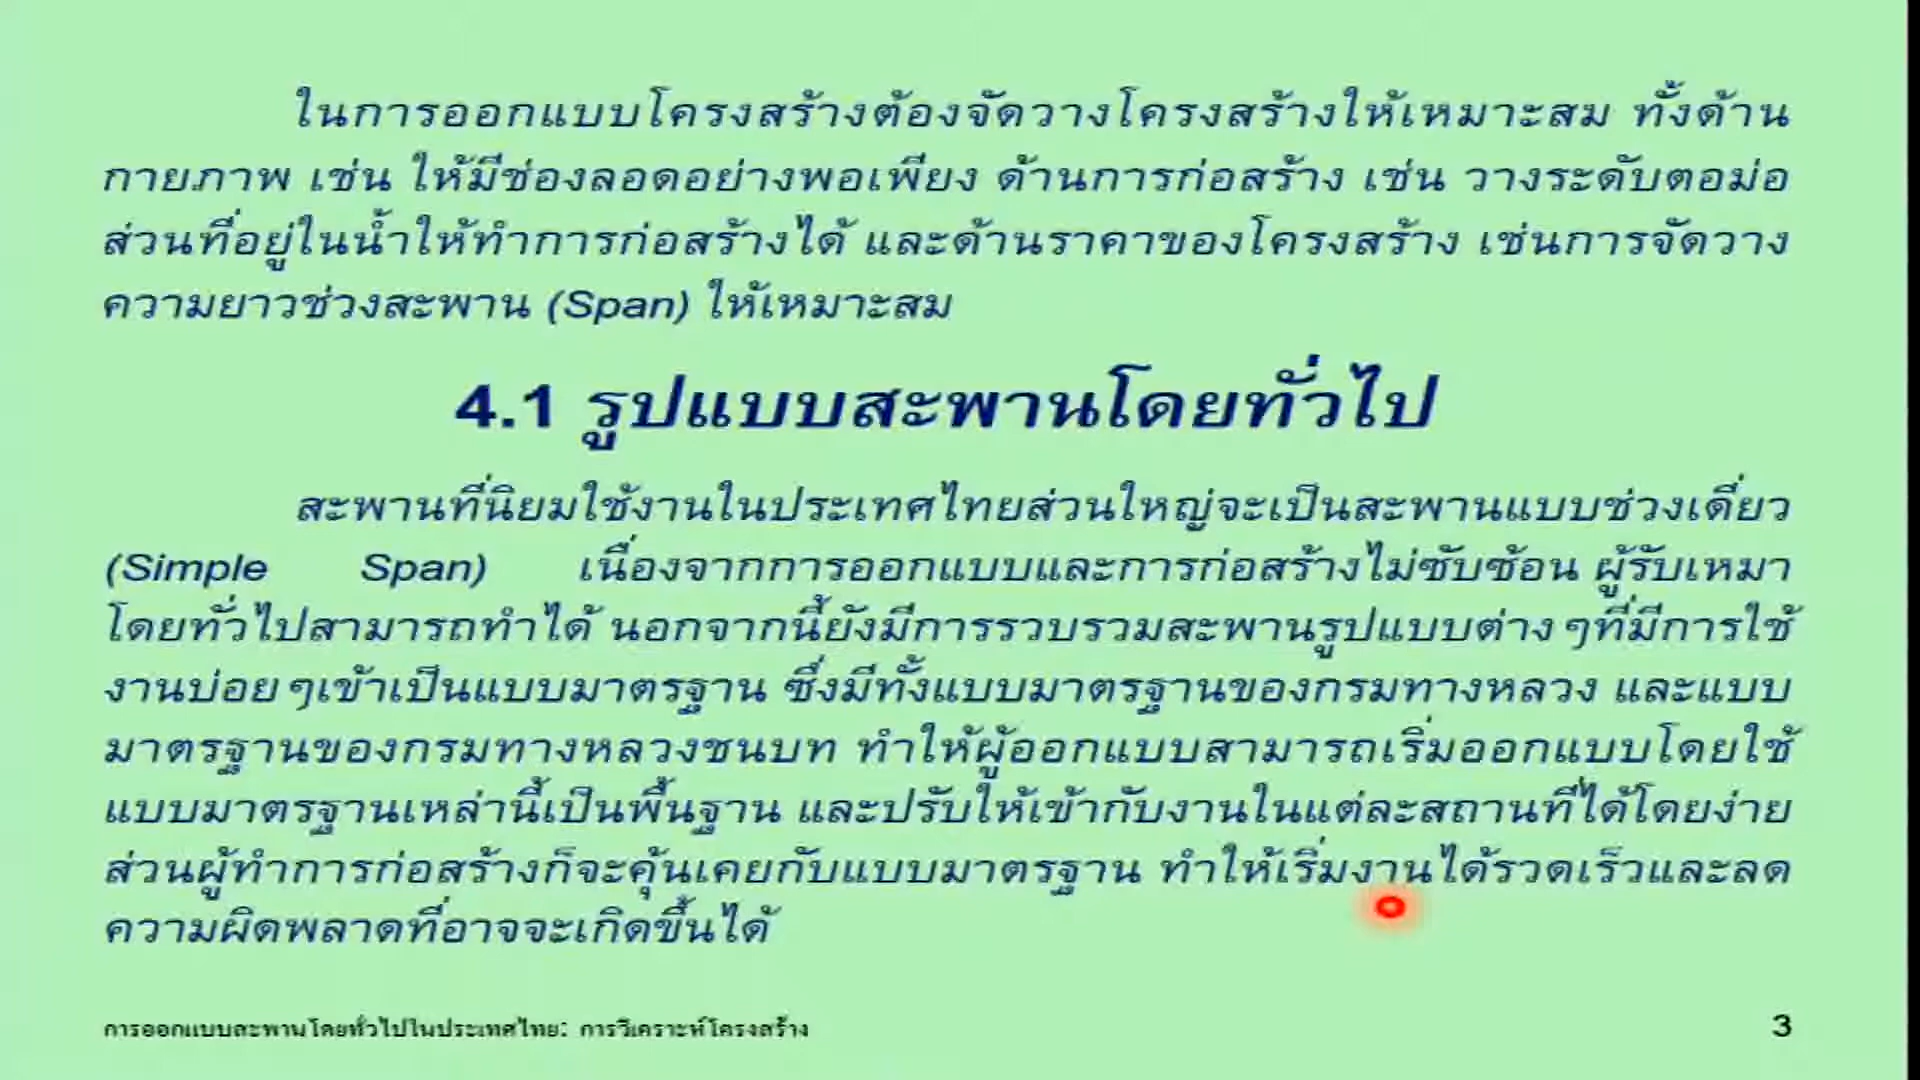 ในการออกแบบโครงสร้างต้องจัดวางโครงสร้างให้เหมาะสม ทั้งด้าน
กายภาพ เช่น ให้มีช่องลอดอย่างพอเพียง ด้านการก่อสร้าง เช่น วางระดับตอม่อ
ส่วนที่อยู่ในน้ำให้ทำการก่อสร้างได้ และด้านราคาของโครงสร้าง เช่นการจัดวาง
ความยาวช่วงสะพาน (Span) ให้เหมาะสม
4.1 รูปแบบสะพานโดยทั่วไป
สะพานที่นิยมใช้งานในประเทศไทยส่วนใหญ่จะเป็นสะพานแบบช่วงเดี่ยว
(Simple Span) เนื่องจากการออกแบบและการก่อสร้างไม่ซับซ้อน ผู้รับเหมา
โดยทั่วไปสามารถทำได้ นอกจากนี้ยังมีการรวบรวมสะพานรูปแบบต่างๆที่มีการใช้
งานบ่อยๆเข้าเป็นแบบมาตรฐาน ซึ่งมีทั้งแบบมาตรฐานของกรมทางหลวง และแบบ
มาตรฐานของกรมทางหลวงชนบท ทำให้ผู้ออกแบบสามารถเริ่มออกแบบโดยใช้
แบบมาตรฐานเหล่านี้เป็นพื้นฐาน และปรับให้เข้ากับงานในแต่ละสถานที่ได้โดยง่าย
ส่วนผู้ทำการก่อสร้างก็จะคุ้นเคยกับแบบมาตรฐาน ทำให้เริ่มงานได้รวดเร็วและลด
ความผิดพลาดที่อาจจะเกิดขึ้นได้
การออกแบบสะพานโดยทั่วไปในประเทศไทย: การวิเคราะห์โครงสร้าง
3